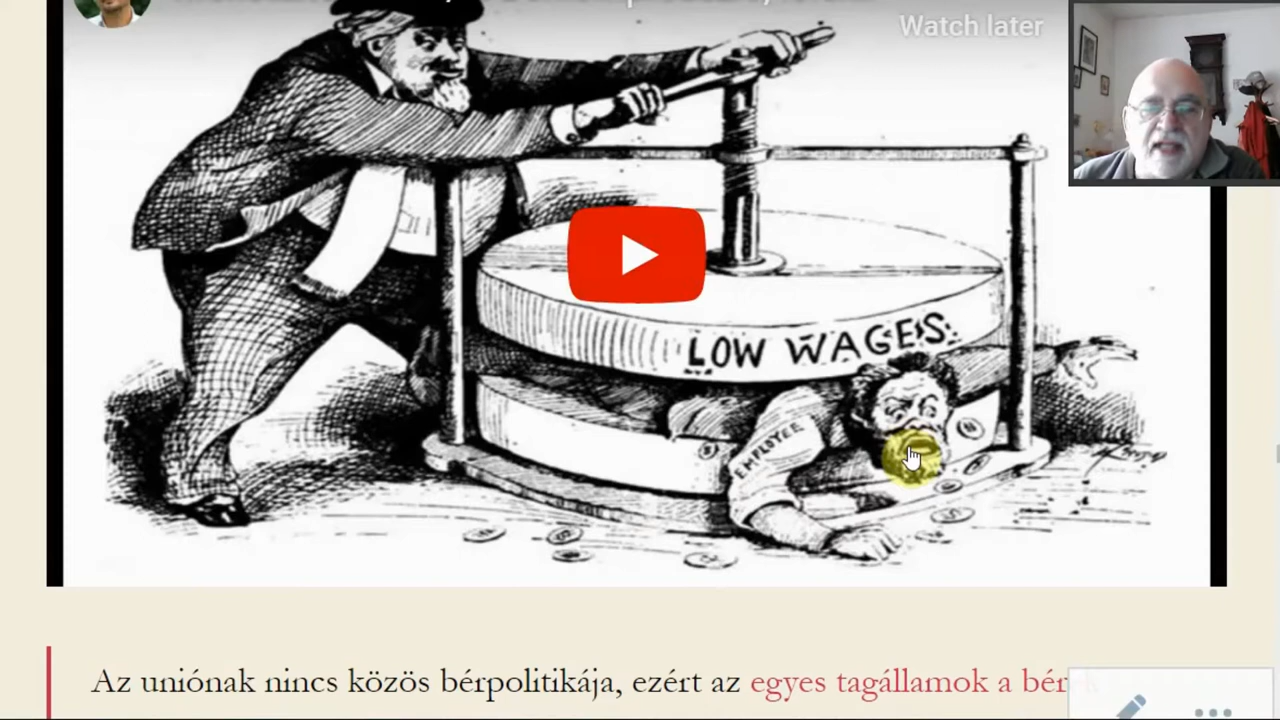 Watch later
LOW WAGES
EMPLOYEE
Az uniónak nincs közös bérpolitikája, ezért az egyes tagállamok a bér